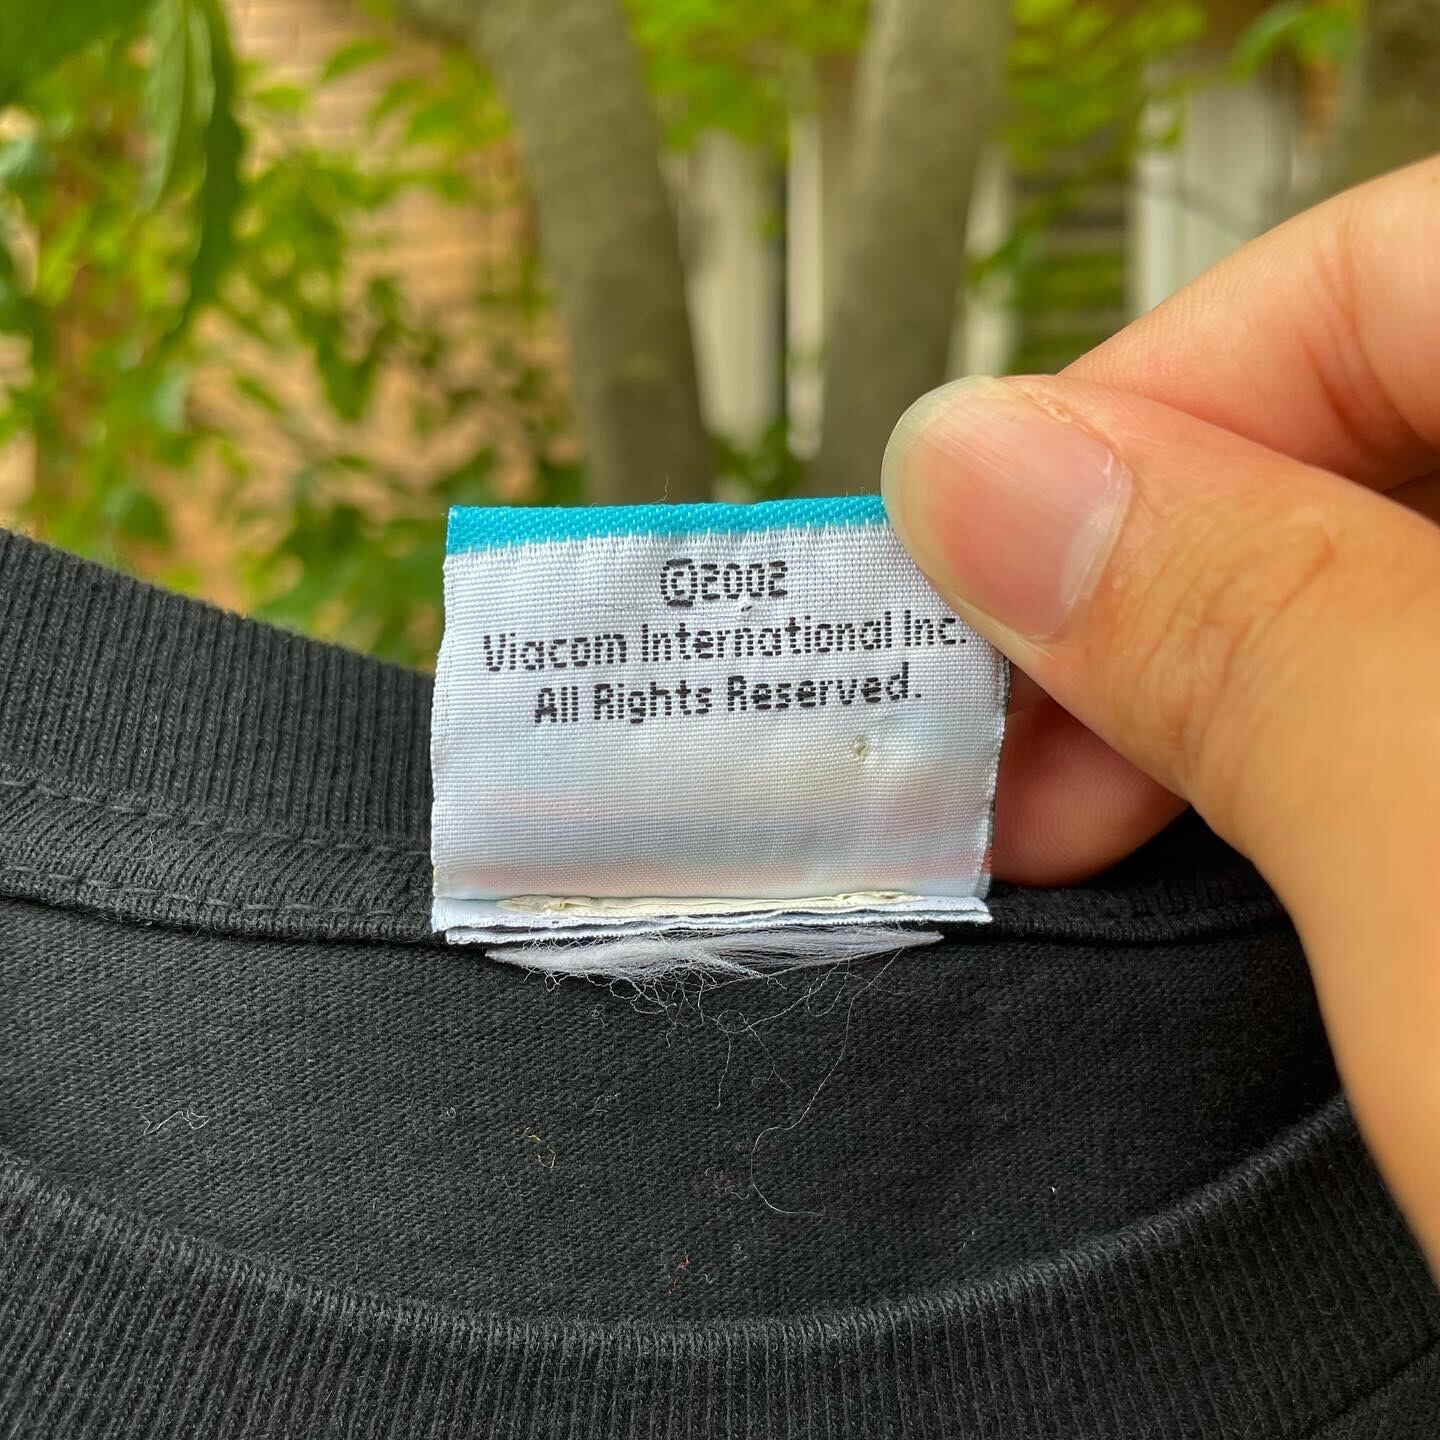 ©2002
Viacom International Inc.
All Rights Reserved.